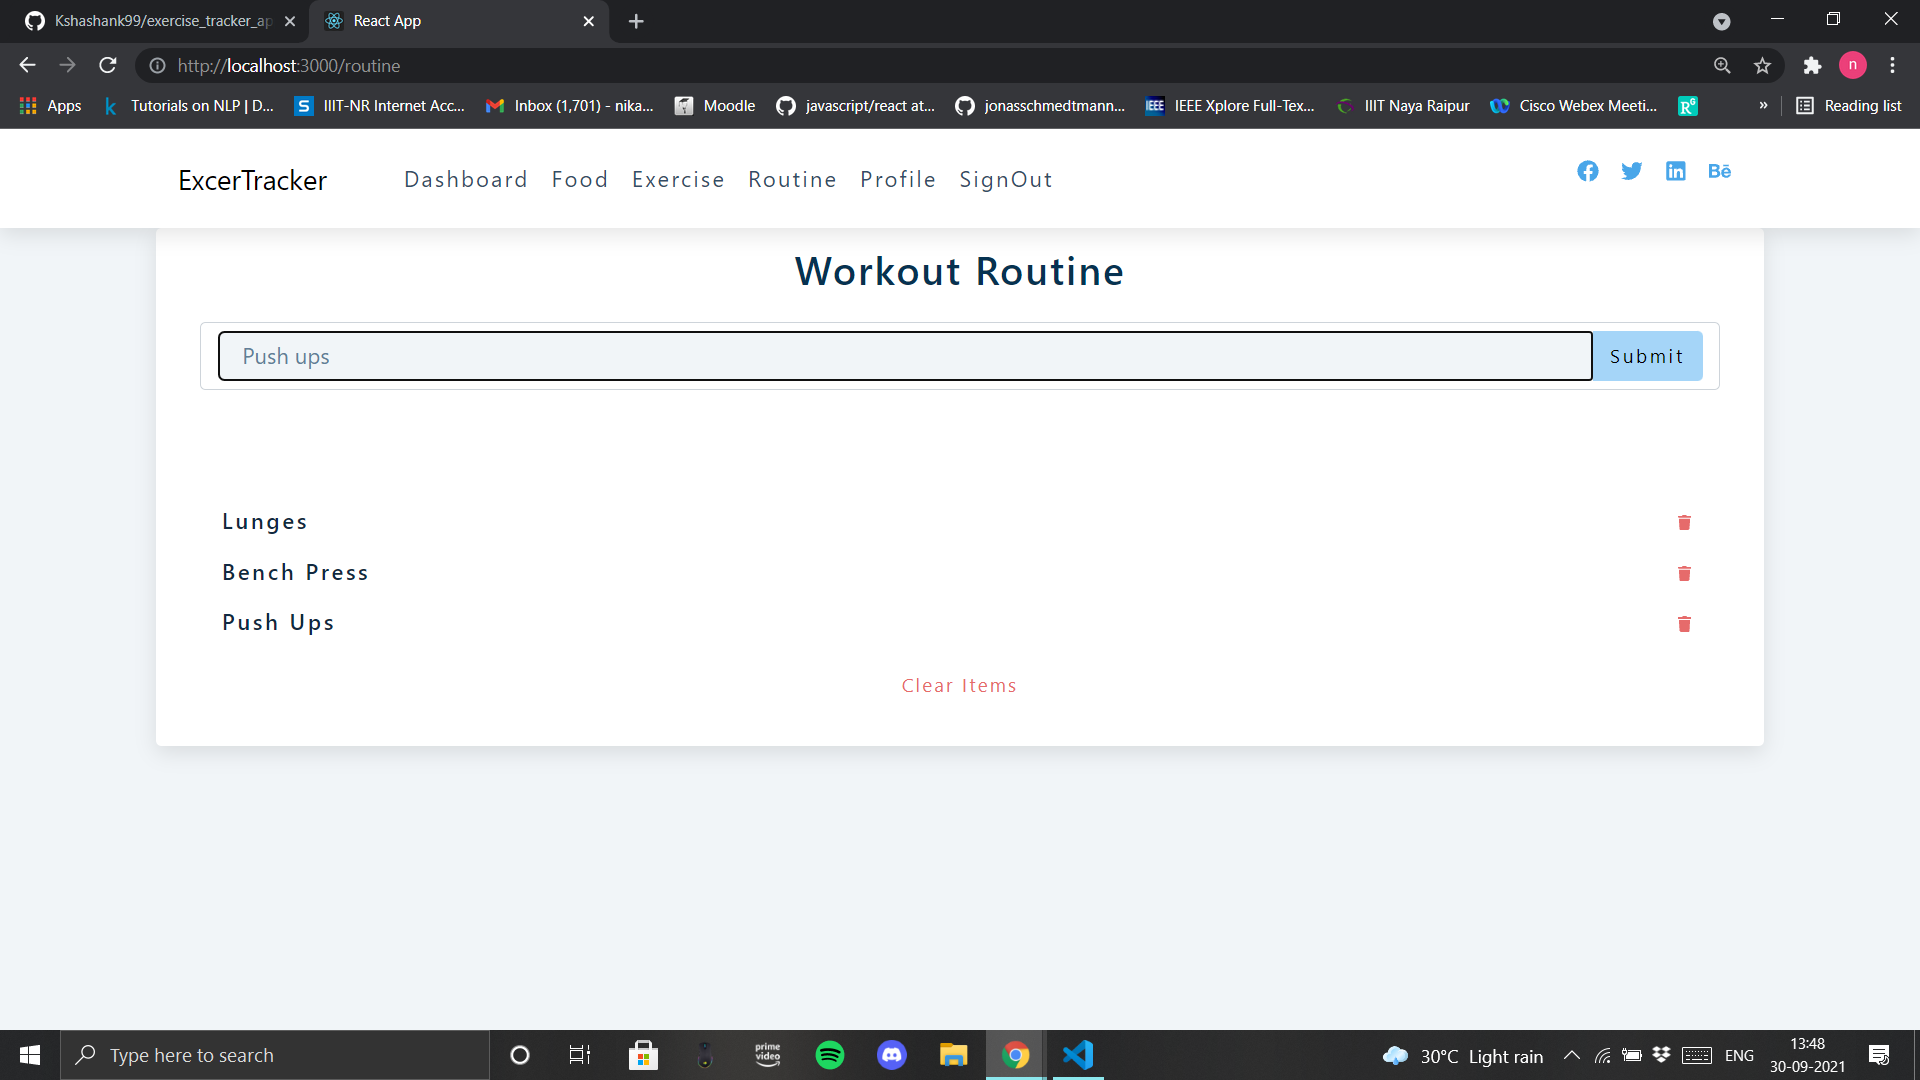 Kshashank99/exercise_tracker_ap
React App
http://localhost:3000/routine
n
Apps
Tutorials on NLP | D...
IIIT-NR Internet Acc...
Inbox (1,701) - nika...
Moodle
javascript/react at...
jonasschmedtmann...
IEEE Xplore Full-Tex...
IIIT Naya Raipur
Cisco Webex Meeti...
»
Reading list
ExcerTracker
Dashboard
Food
Exercise
Routine
Profile
SignOut
Workout Routine
Push ups
Submit
Lunges
Bench Press
Push Ups
Clear Items
Type here to search
prime video
30°C Light rain
ENG
13:48
30-09-2021